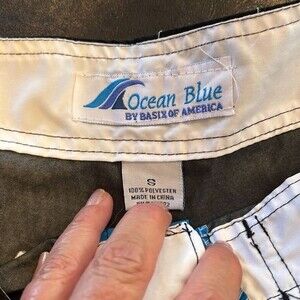 Ocean Blue
BY BASIX OF AMERICA
S
100% POLYESTER
MADE IN CHINA